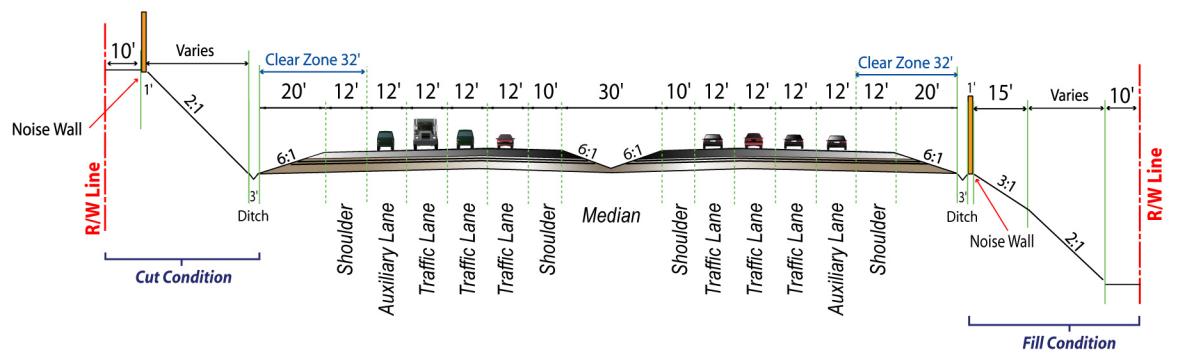 10'
Varies
Clear Zone 32'
Clear Zone 32'
20'
12'
12'
12'
12'
12'
10'
30'
10'
12'
12'
12'
12'
12'
20'
1'
15'
Varies
10'
1'
2:1
Noise Wall
6:1
6:1
6:1
6:1
3:1
2:1
3'
Ditch
3'
Ditch
Noise Wall
R/W Line
R/W Line
Shoulder
Auxiliary Lane
Traffic Lane
Traffic Lane
Traffic Lane
Shoulder
Median
Shoulder
Traffic Lane
Traffic Lane
Traffic Lane
Auxiliary Lane
Shoulder
Cut Condition
Fill Condition